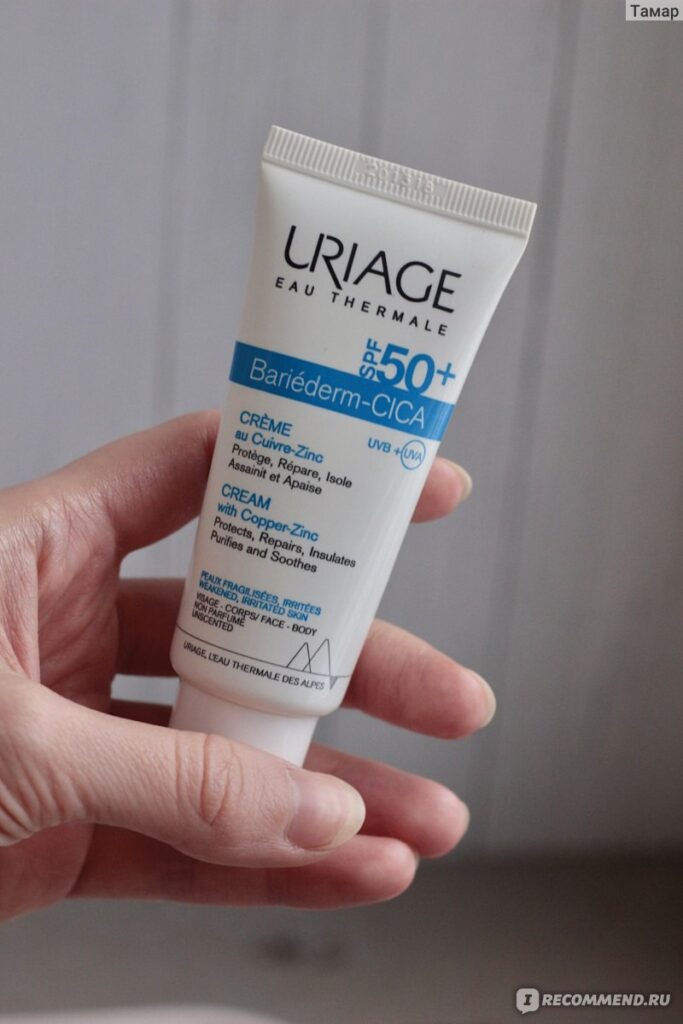 Тамар
URIAGE
EAU THERMALE
SPF 50+
Bariéderm-CICA
UVB + UVA
CRÈME
au Cuivre-Zinc
Protège, Répare, Isole
Assainit et Apaise
CREAM
with Copper-Zinc
Protects, Repairs, Insulates
Purifies and Soothes
PEAUX FRAGILISÉES, IRRITÉES
WEAKENED, IRRITATED SKIN
VISAGE - CORPS/ FACE - BODY
NON PARFUMÉ
UNSCENTED
URIAGE, L'EAU THERMALE DES ALPES
IRECOMMEND.RU